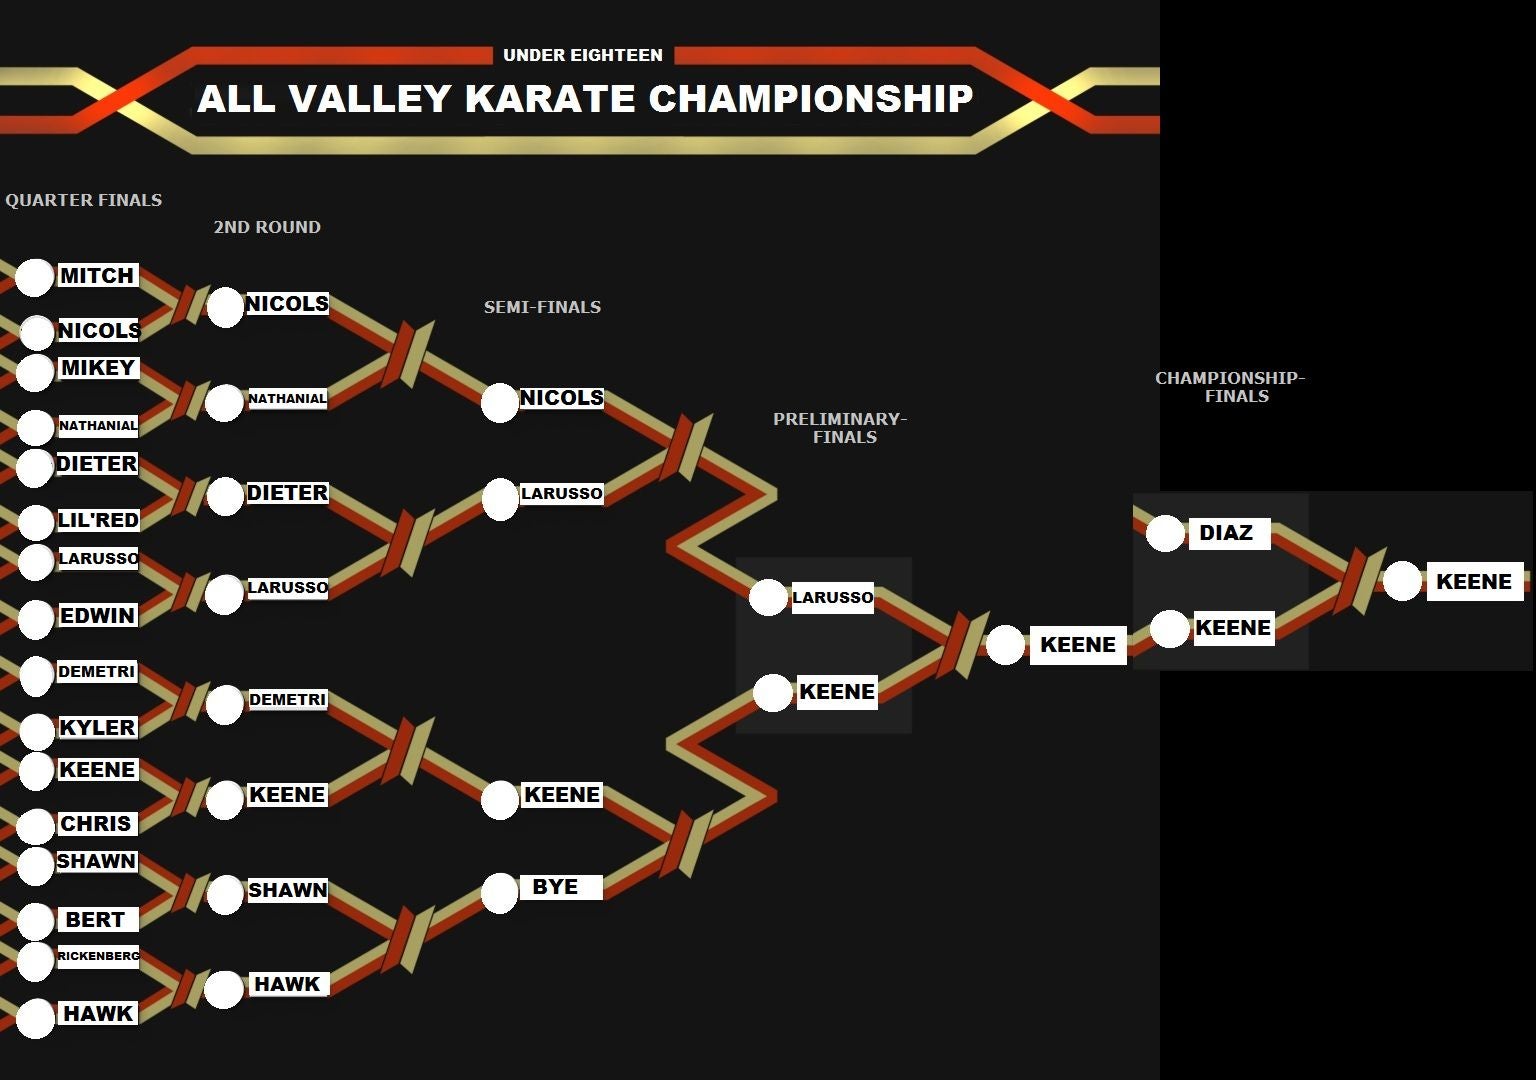 UNDER EIGHTEEN
ALL VALLEY KARATE CHAMPIONSHIP
QUARTER FINALS
MITCH
NICOLS
MIKEY
NATHANIAL
DIETER
LIL'RED
LARUSSO
EDWIN
DEMETRI
KYLER
KEENE
CHRIS
SHAWN
BERT
RICKENBERG
HAWK
2ND ROUND
NICOLS
NATHANIAL
DIETER
LARUSSO
DEMETRI
KEENE
SHAWN
HAWK
SEMI-FINALS
NICOLS
LARUSSO
KEENE
BYE
PRELIMINARY-
FINALS
LARUSSO
KEENE
KEENE
CHAMPIONSHIP-
FINALS
DIAZ
KEENE
KEENE